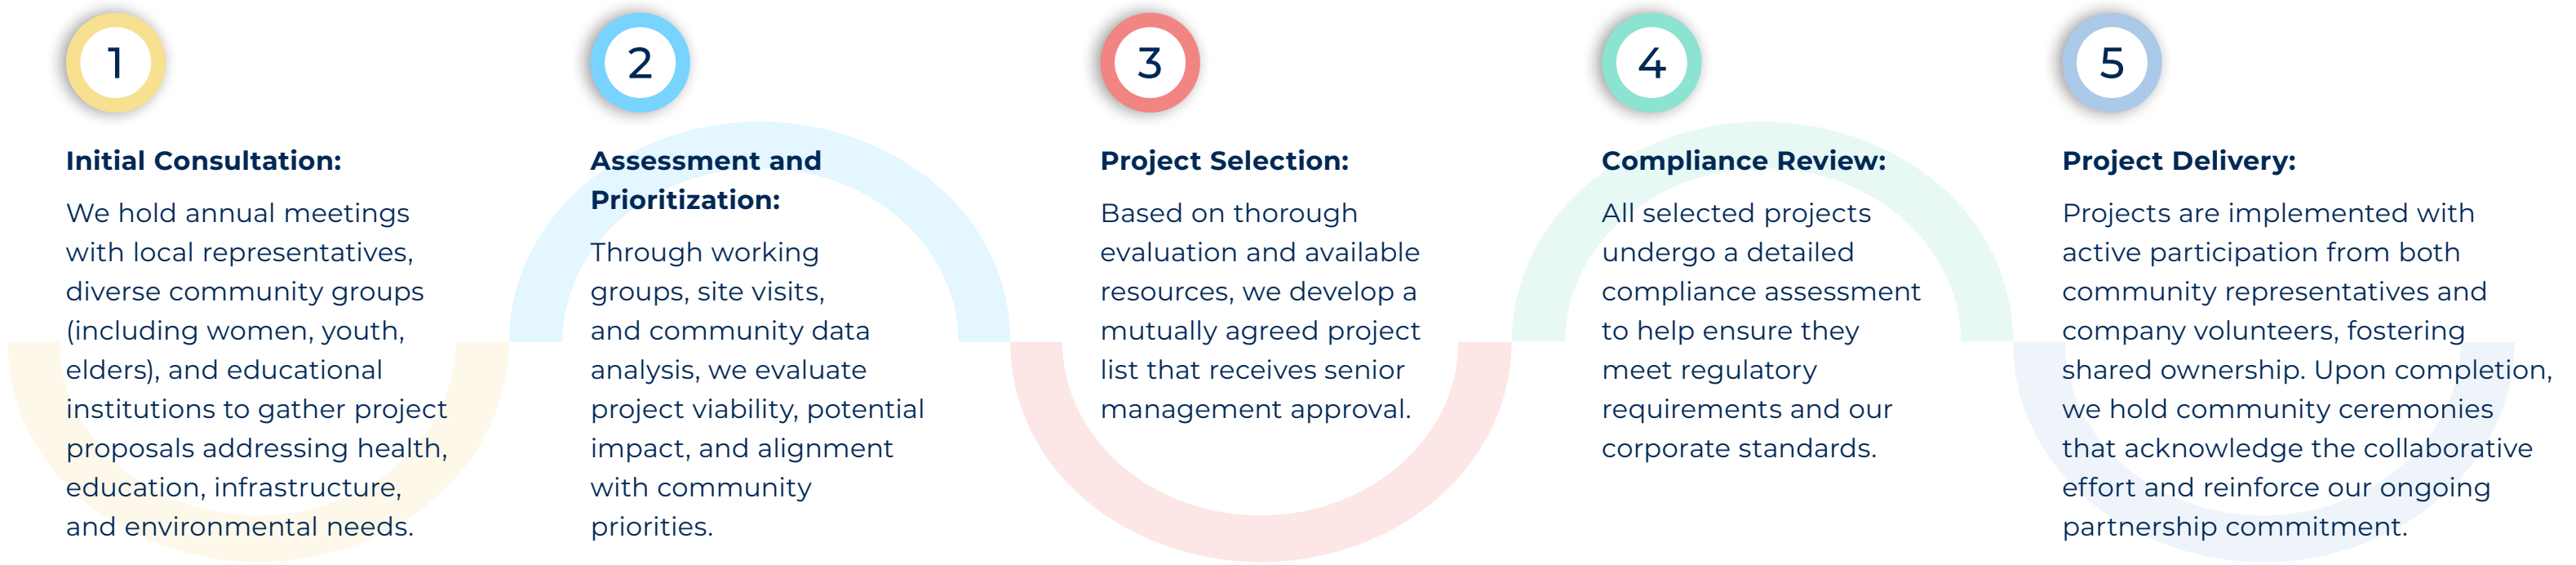 1
Initial Consultation:
We hold annual meetings
with local representatives,
diverse community groups
(including women, youth,
elders), and educational
institutions to gather project
proposals addressing health,
education, infrastructure,
and environmental needs.
2
Assessment and
Prioritization:
Through working
groups, site visits,
and community data
analysis, we evaluate
project viability, potential
impact, and alignment
with community
priorities.
3
Project Selection:
Based on thorough
evaluation and available
resources, we develop a
mutually agreed project
list that receives senior
management approval.
4
Compliance Review:
All selected projects
undergo a detailed
compliance assessment
to help ensure they
meet regulatory
requirements and our
corporate standards.
5
Project Delivery:
Projects are implemented with
active participation from both
community representatives and
company volunteers, fostering
shared ownership. Upon completion,
we hold community ceremonies
that acknowledge the collaborative
effort and reinforce our ongoing
partnership commitment.